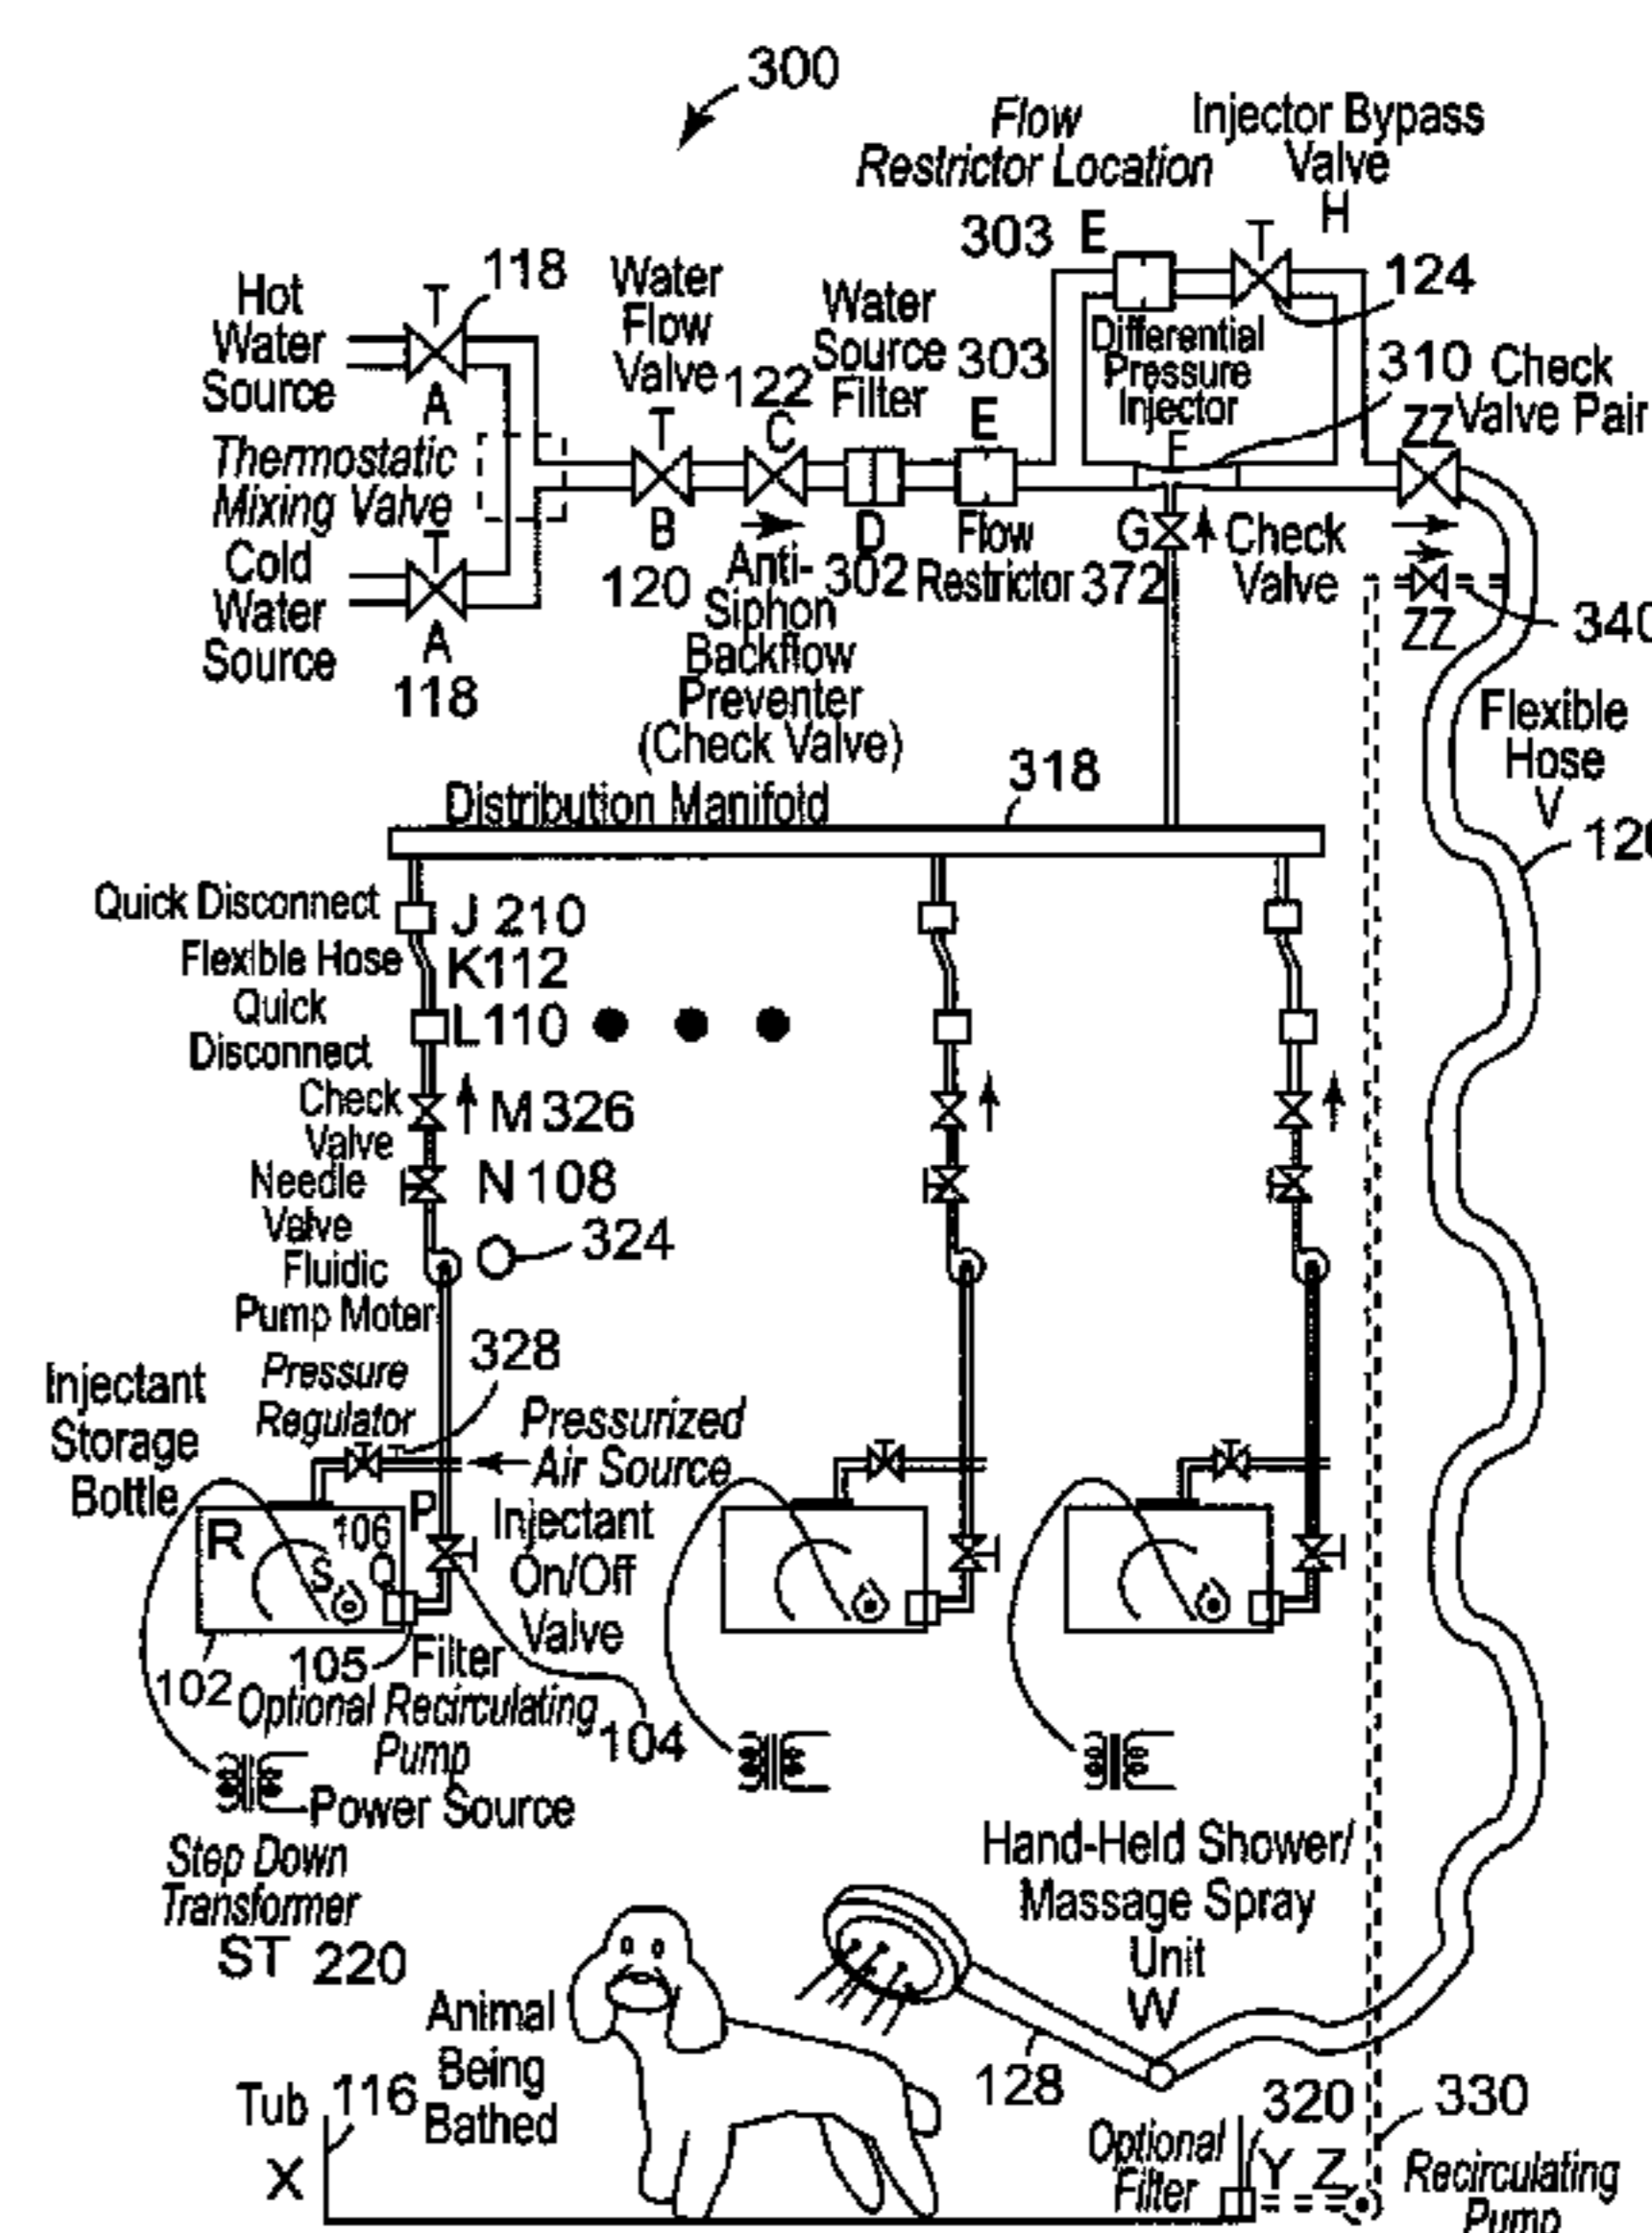 300
Flow
Restrictor Location
Injector Bypass
Valve
H
303 E
T
124
Hot
Water
Source
T
118
A
Water
Flow
Valve
T
122
C
Water
Source
Filter
303
E
Differential
Pressure
Injector
F
310 Check
Valve Pair
ZZ
Thermostatic
Mixing Valve
B
120
Anti-
Siphon
Backflow
Preventer
(Check Valve)
D
302
Flow
Restrictor
G
372
Check
Valve
ZZ
340
Cold
Water
Source
T
A
118
Flexible
Hose
V
Distribution Manifold
318
Quick Disconnect
J 210
Flexible Hose
K112
Quick
Disconnect
L110
Check
Valve
M 326
Needle
Valve
N 108
Fluidic
Pump Moter
324
Injectant
Storage
Bottle
Pressure
Regulator
328
Pressurized
Air Source
R
106
S
Q
P
Injectant
On/Off
Valve
102
105
Filter
Optional Recirculating
Pump
104
Power Source
Step Down
Transformer
ST 220
Hand-Held Shower/
Massage Spray
Unit
W
128
Animal
Being
Bathed
Tub
116
X
Optional
Filter
320
Y Z
330
Recirculating
Pump